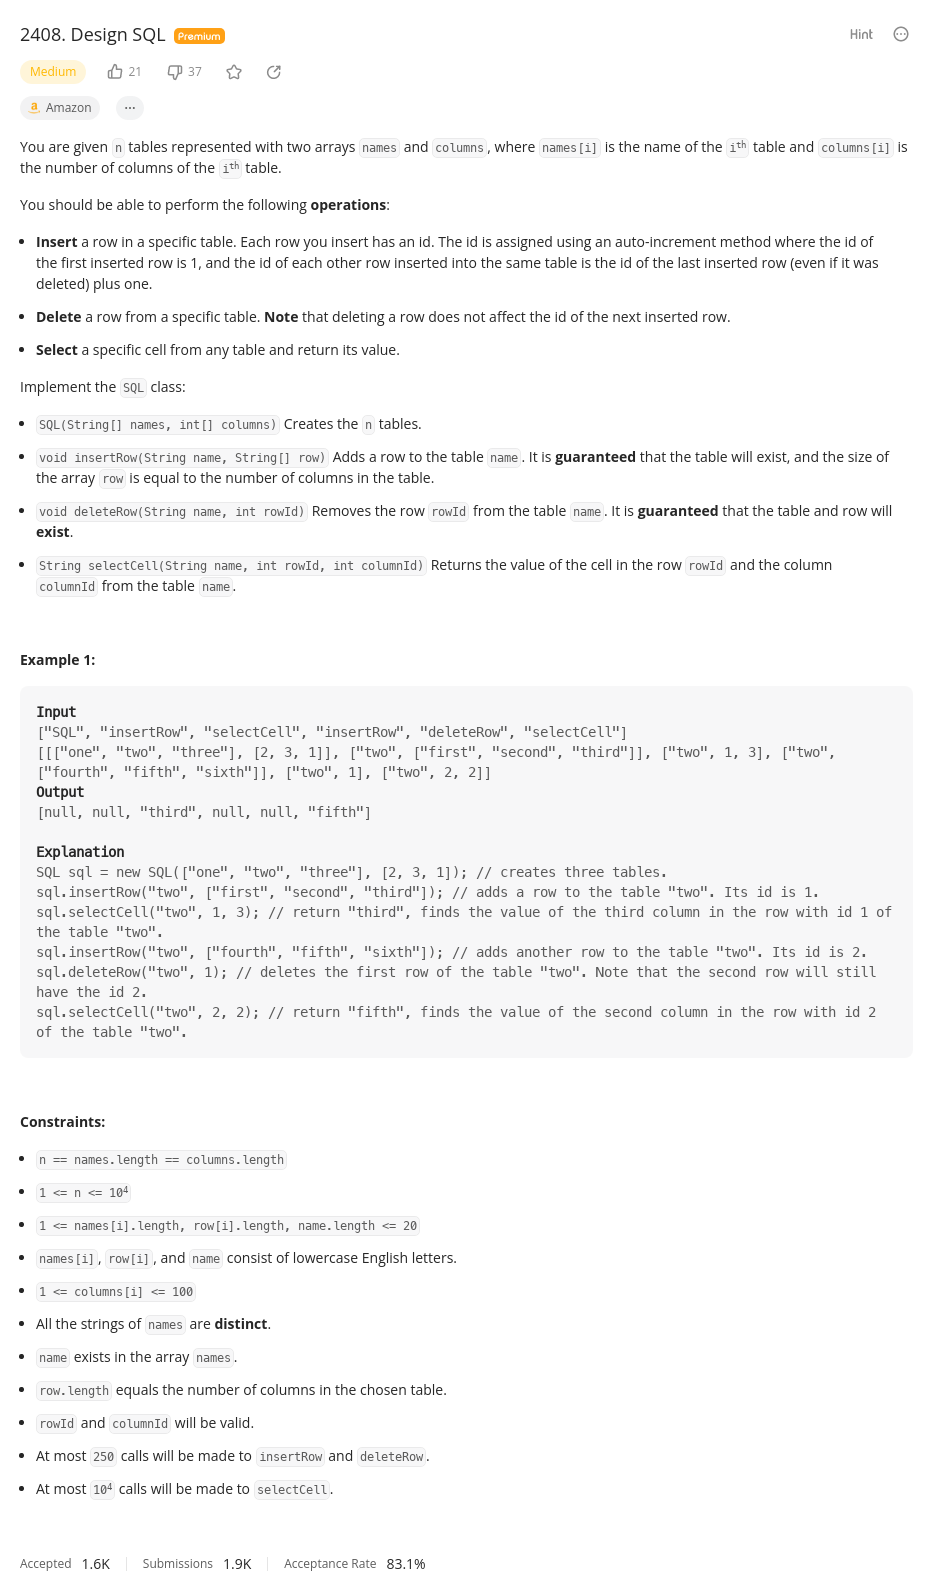 2408. Design SQL Premium Hint
Medium 21 37
Amazon ...
You are given n tables represented with two arrays names and columns, where names[i] is the name of the ith table and columns[i] is
the number of columns of the ith table.
You should be able to perform the following operations:
• Insert a row in a specific table. Each row you insert has an id. The id is assigned using an auto-increment method where the id of
the first inserted row is 1, and the id of each other row inserted into the same table is the id of the last inserted row (even if it was
deleted) plus one.
• Delete a row from a specific table. Note that deleting a row does not affect the id of the next inserted row.
• Select a specific cell from any table and return its value.
Implement the SQL class:
• SQL(String[] names, int[] columns) Creates the n tables.
• void insertRow(String name, String[] row) Adds a row to the table name. It is guaranteed that the table will exist, and the size of
the array row is equal to the number of columns in the table.
• void deleteRow(String name, int rowId) Removes the row rowId from the table name. It is guaranteed that the table and row will
exist.
• String selectCell(String name, int rowId, int columnId) Returns the value of the cell in the row rowId and the column
columnId from the table name.
Example 1:
Input
["SQL", "insertRow", "selectCell", "insertRow", "deleteRow", "selectCell"]
[[["one", "two", "three"], [2, 3, 1]], ["two", ["first", "second", "third"]], ["two", 1, 3], ["two",
["fourth", "fifth", "sixth"]], ["two", 1], ["two", 2, 2]]
Output
[null, null, "third", null, null, "fifth"]
Explanation
SQL sql = new SQL(["one", "two", "three"], [2, 3, 1]); // creates three tables.
sql.insertRow("two", ["first", "second", "third"]); // adds a row to the table "two". Its id is 1.
sql.selectCell("two", 1, 3); // return "third", finds the value of the third column in the row with id 1 of
the table "two".
sql.insertRow("two", ["fourth", "fifth", "sixth"]); // adds another row to the table "two". Its id is 2.
sql.deleteRow("two", 1); // deletes the first row of the table "two". Note that the second row will still
have the id 2.
sql.selectCell("two", 2, 2); // return "fifth", finds the value of the second column in the row with id 2
of the table "two".
Constraints:
• n == names.length == columns.length
• 1 <= n <= 10⁴
• 1 <= names[i].length, row[i].length, name.length <= 20
• names[i], row[i], and name consist of lowercase English letters.
• 1 <= columns[i] <= 100
• All the strings of names are distinct.
• name exists in the array names.
• row.length equals the number of columns in the chosen table.
• rowId and columnId will be valid.
• At most 250 calls will be made to insertRow and deleteRow.
• At most 10⁴ calls will be made to selectCell.
Accepted 1.6K Submissions 1.9K Acceptance Rate 83.1%